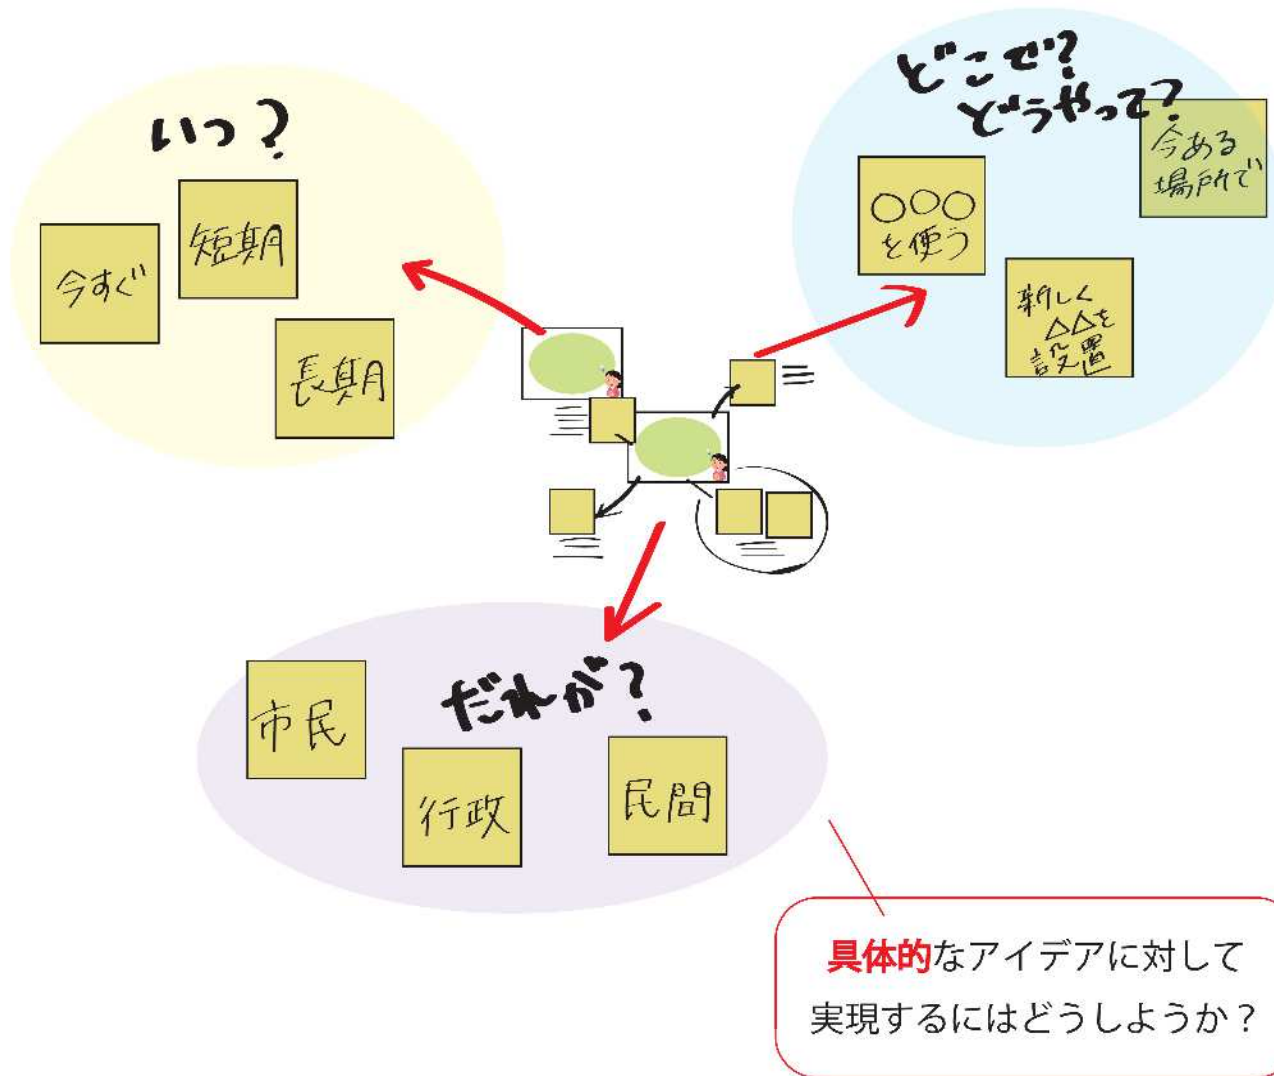 いつ?
今すぐ
短期
長期
どこで?
どうやって?
今ある
場所で
○○○
を使う
新しく
△△を
設置
だれが?
市民
行政
民間
具体的なアイデアに対して
実現するにはどうしようか？